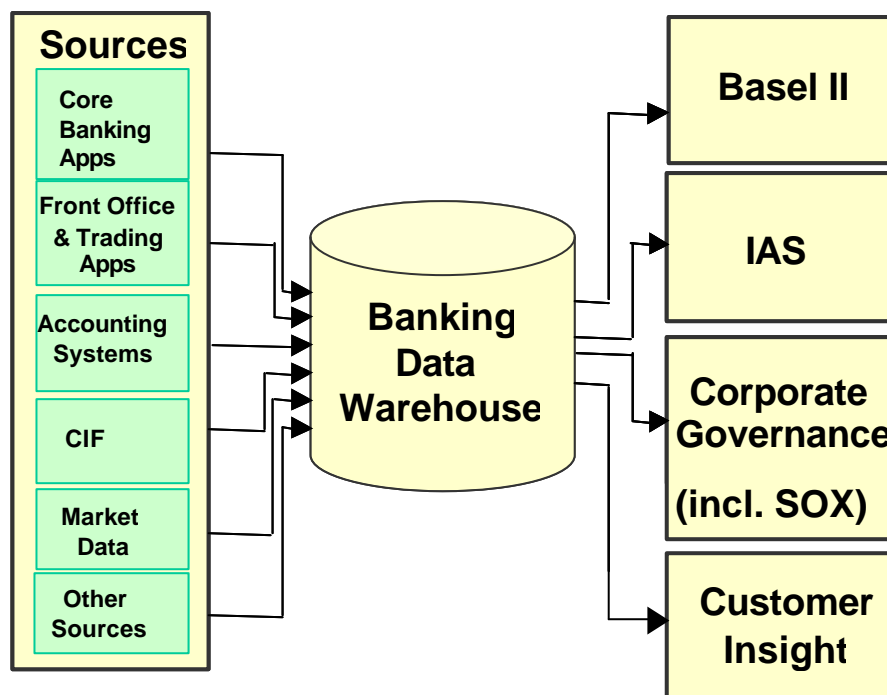 Sources
Core
Banking
Apps
Front Office
& Trading
Apps
Accounting
Systems
CIF
Market
Data
Other
Sources
Banking
Data
Warehouse
Basel II
IAS
Corporate
Governance
(incl. SOX)
Customer
Insight